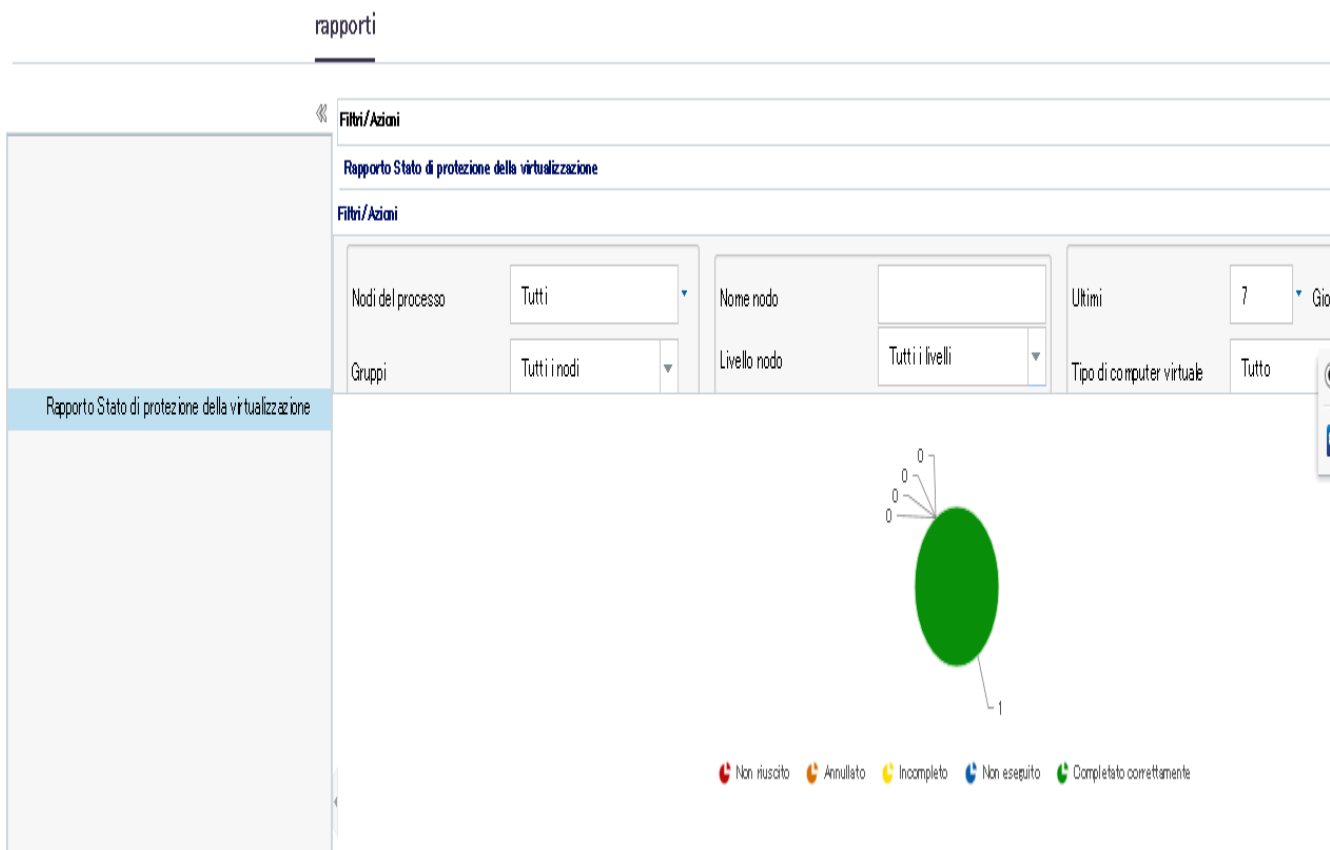 rapporti
Filtri/Azioni
Rapporto Stato di protezione della virtualizzazione
Filtri/Azioni
Nodi del processo Tutti Nome nodo Ultimi 7 Gio
Gruppi Tutti i nodi Livello nodo Tutti i livelli Tipo di computer virtuale Tutto
Rapporto Stato di protezione della virtualizzazione
0
0
0
0
1
Non riuscito Annullato Incompleto Non eseguito Completato correttamente